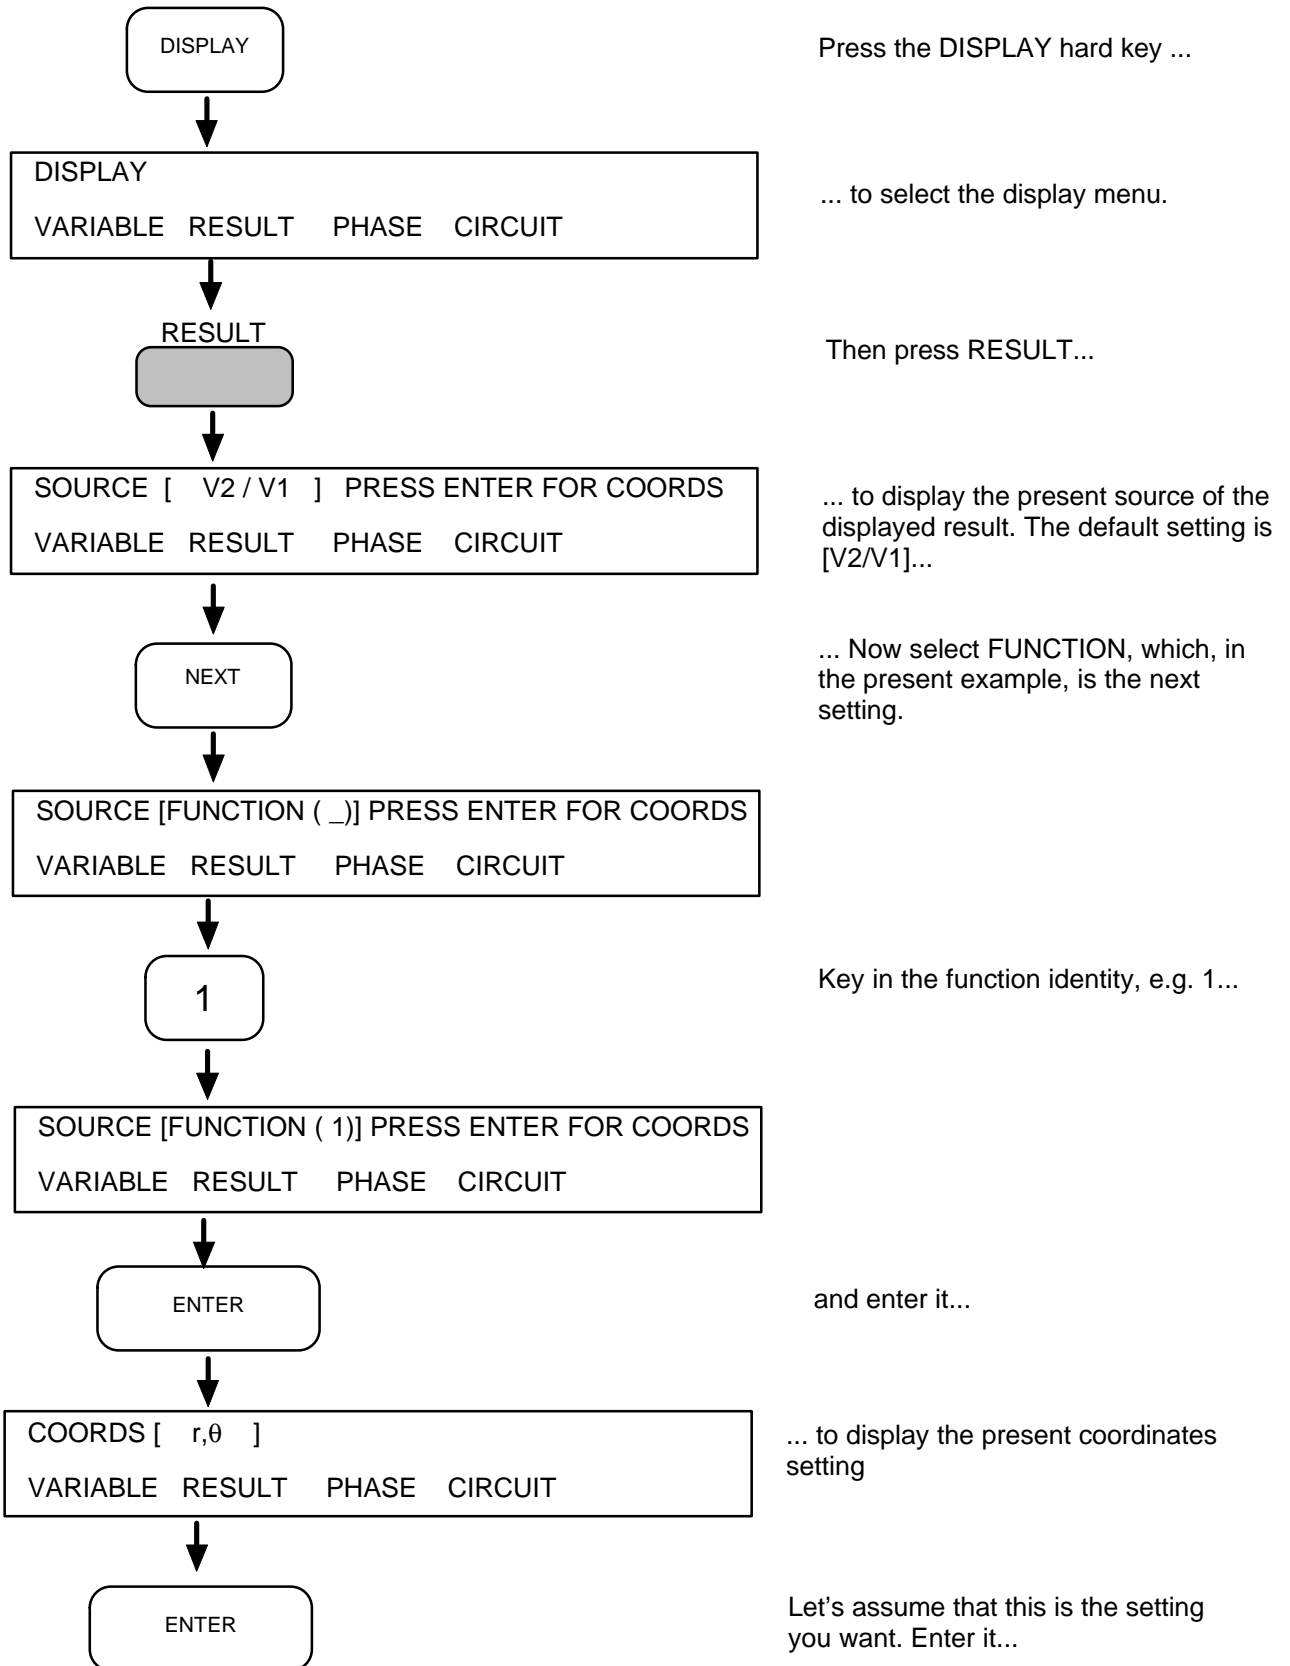 DISPLAY
Press the DISPLAY hard key ...
DISPLAY
VARIABLE RESULT PHASE CIRCUIT
... to select the display menu.
RESULT
Then press RESULT...
SOURCE [ V2 / V1 ] PRESS ENTER FOR COORDS
VARIABLE RESULT PHASE CIRCUIT
... to display the present source of the
displayed result. The default setting is
[V2/V1]...
NEXT
... Now select FUNCTION, which, in
the present example, is the next
setting.
SOURCE [FUNCTION ( _)] PRESS ENTER FOR COORDS
VARIABLE RESULT PHASE CIRCUIT
1
Key in the function identity, e.g. 1...
SOURCE [FUNCTION ( 1)] PRESS ENTER FOR COORDS
VARIABLE RESULT PHASE CIRCUIT
ENTER
and enter it...
COORDS [ r,θ ]
VARIABLE RESULT PHASE CIRCUIT
... to display the present coordinates
setting
ENTER
Let’s assume that this is the setting
you want. Enter it...